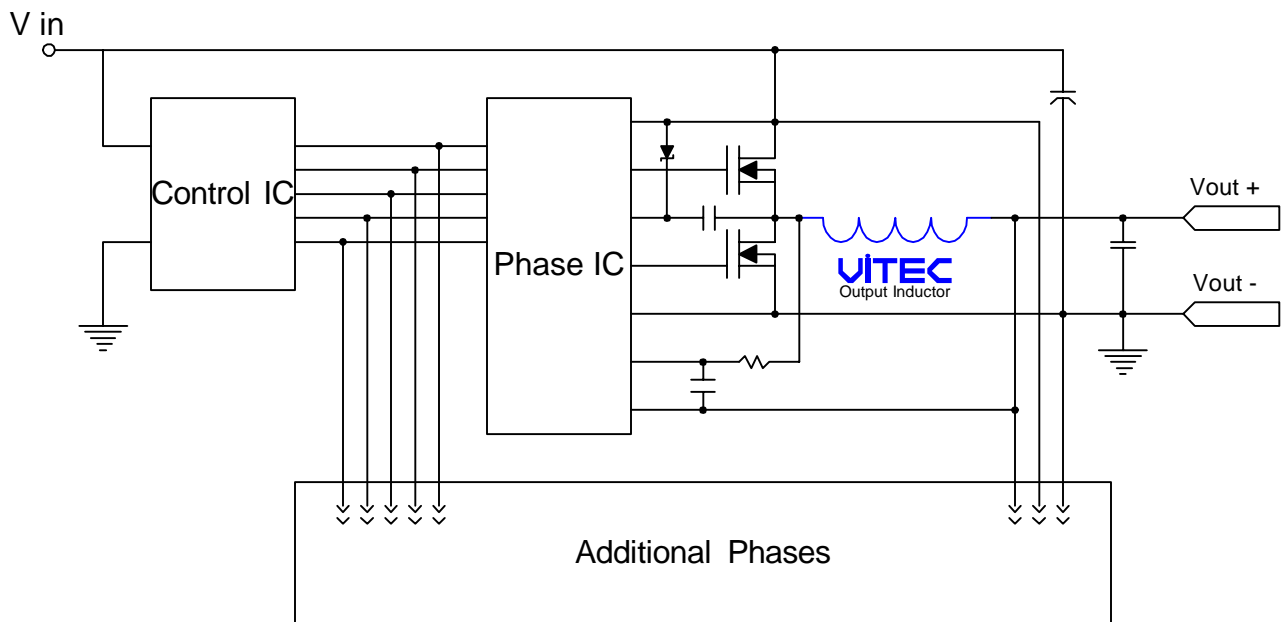 V in
Control IC
Phase IC
Vout +
ViTEC
Output Inductor
Vout -
Additional Phases